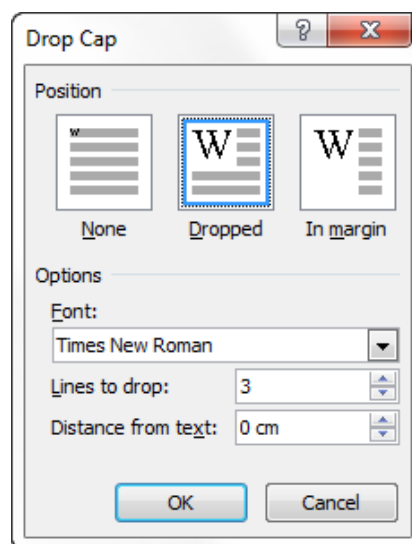 Drop Cap
Position
W W W
None Dropped In margin
Options
Font:
Times New Roman
Lines to drop: 3
Distance from text: 0 cm
OK Cancel